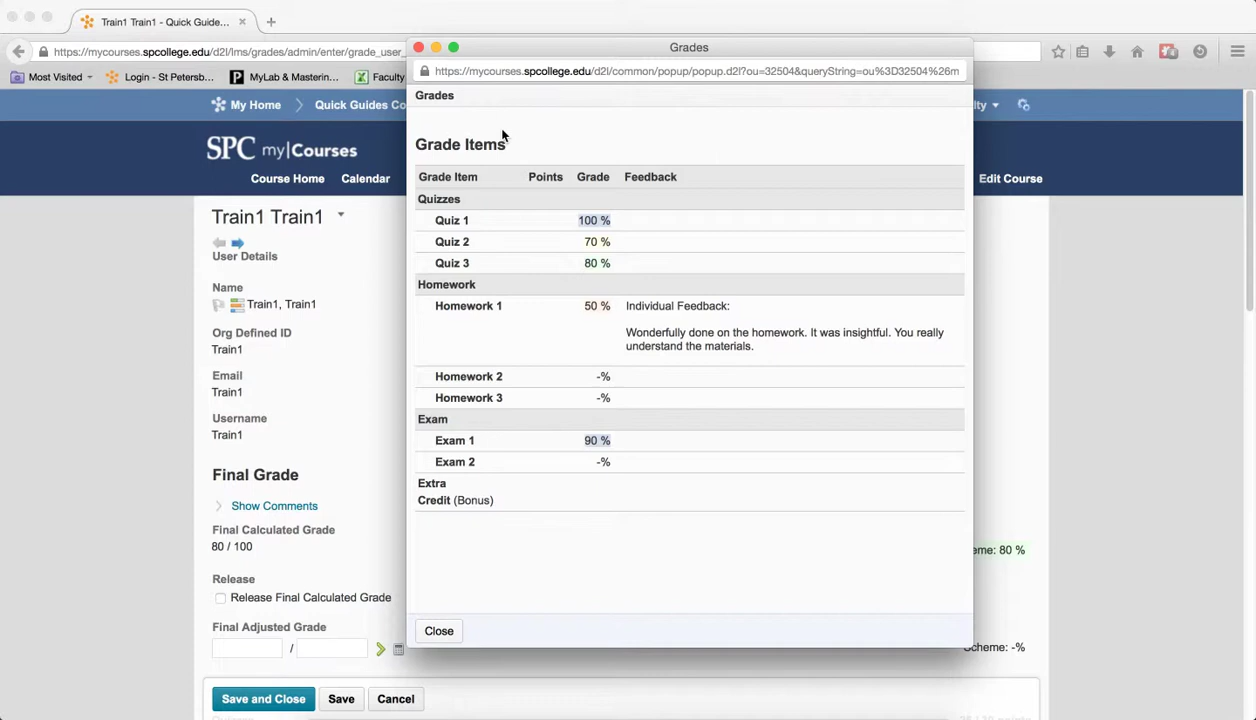 Train1 Train1 - Quick Guide...
Grades
https://mycourses.spcollege.edu/d2l/lms/grades/admin/enter/grade_user_
https://mycourses.spcollege.edu/d2l/common/popup/popup.d2l?ou=32504&queryString=ou%3D32504%26m
Most Visited
Login - St Petersb...
MyLab & Mastering...
Faculty
My Home
Quick Guides Co
lty
SPC my|Courses
Course Home
Calendar
Edit Course
Train1 Train1
User Details
Name
Train1, Train1
Org Defined ID
Train1
Email
Train1
Username
Train1
Final Grade
Show Comments
Final Calculated Grade
80 / 100
eme: 80 %
Release
Release Final Calculated Grade
Final Adjusted Grade
/
Scheme: -%
Save and Close
Save
Cancel
Grades
Grade Items
Grade Item Points Grade Feedback
Quizzes
Quiz 1 100 %
Quiz 2 70 %
Quiz 3 80 %
Homework
Homework 1 50 % Individual Feedback:
Wonderfully done on the homework. It was insightful. You really
understand the materials.
Homework 2 -%
Homework 3 -%
Exam
Exam 1 90 %
Exam 2 -%
Extra
Credit (Bonus)
Close